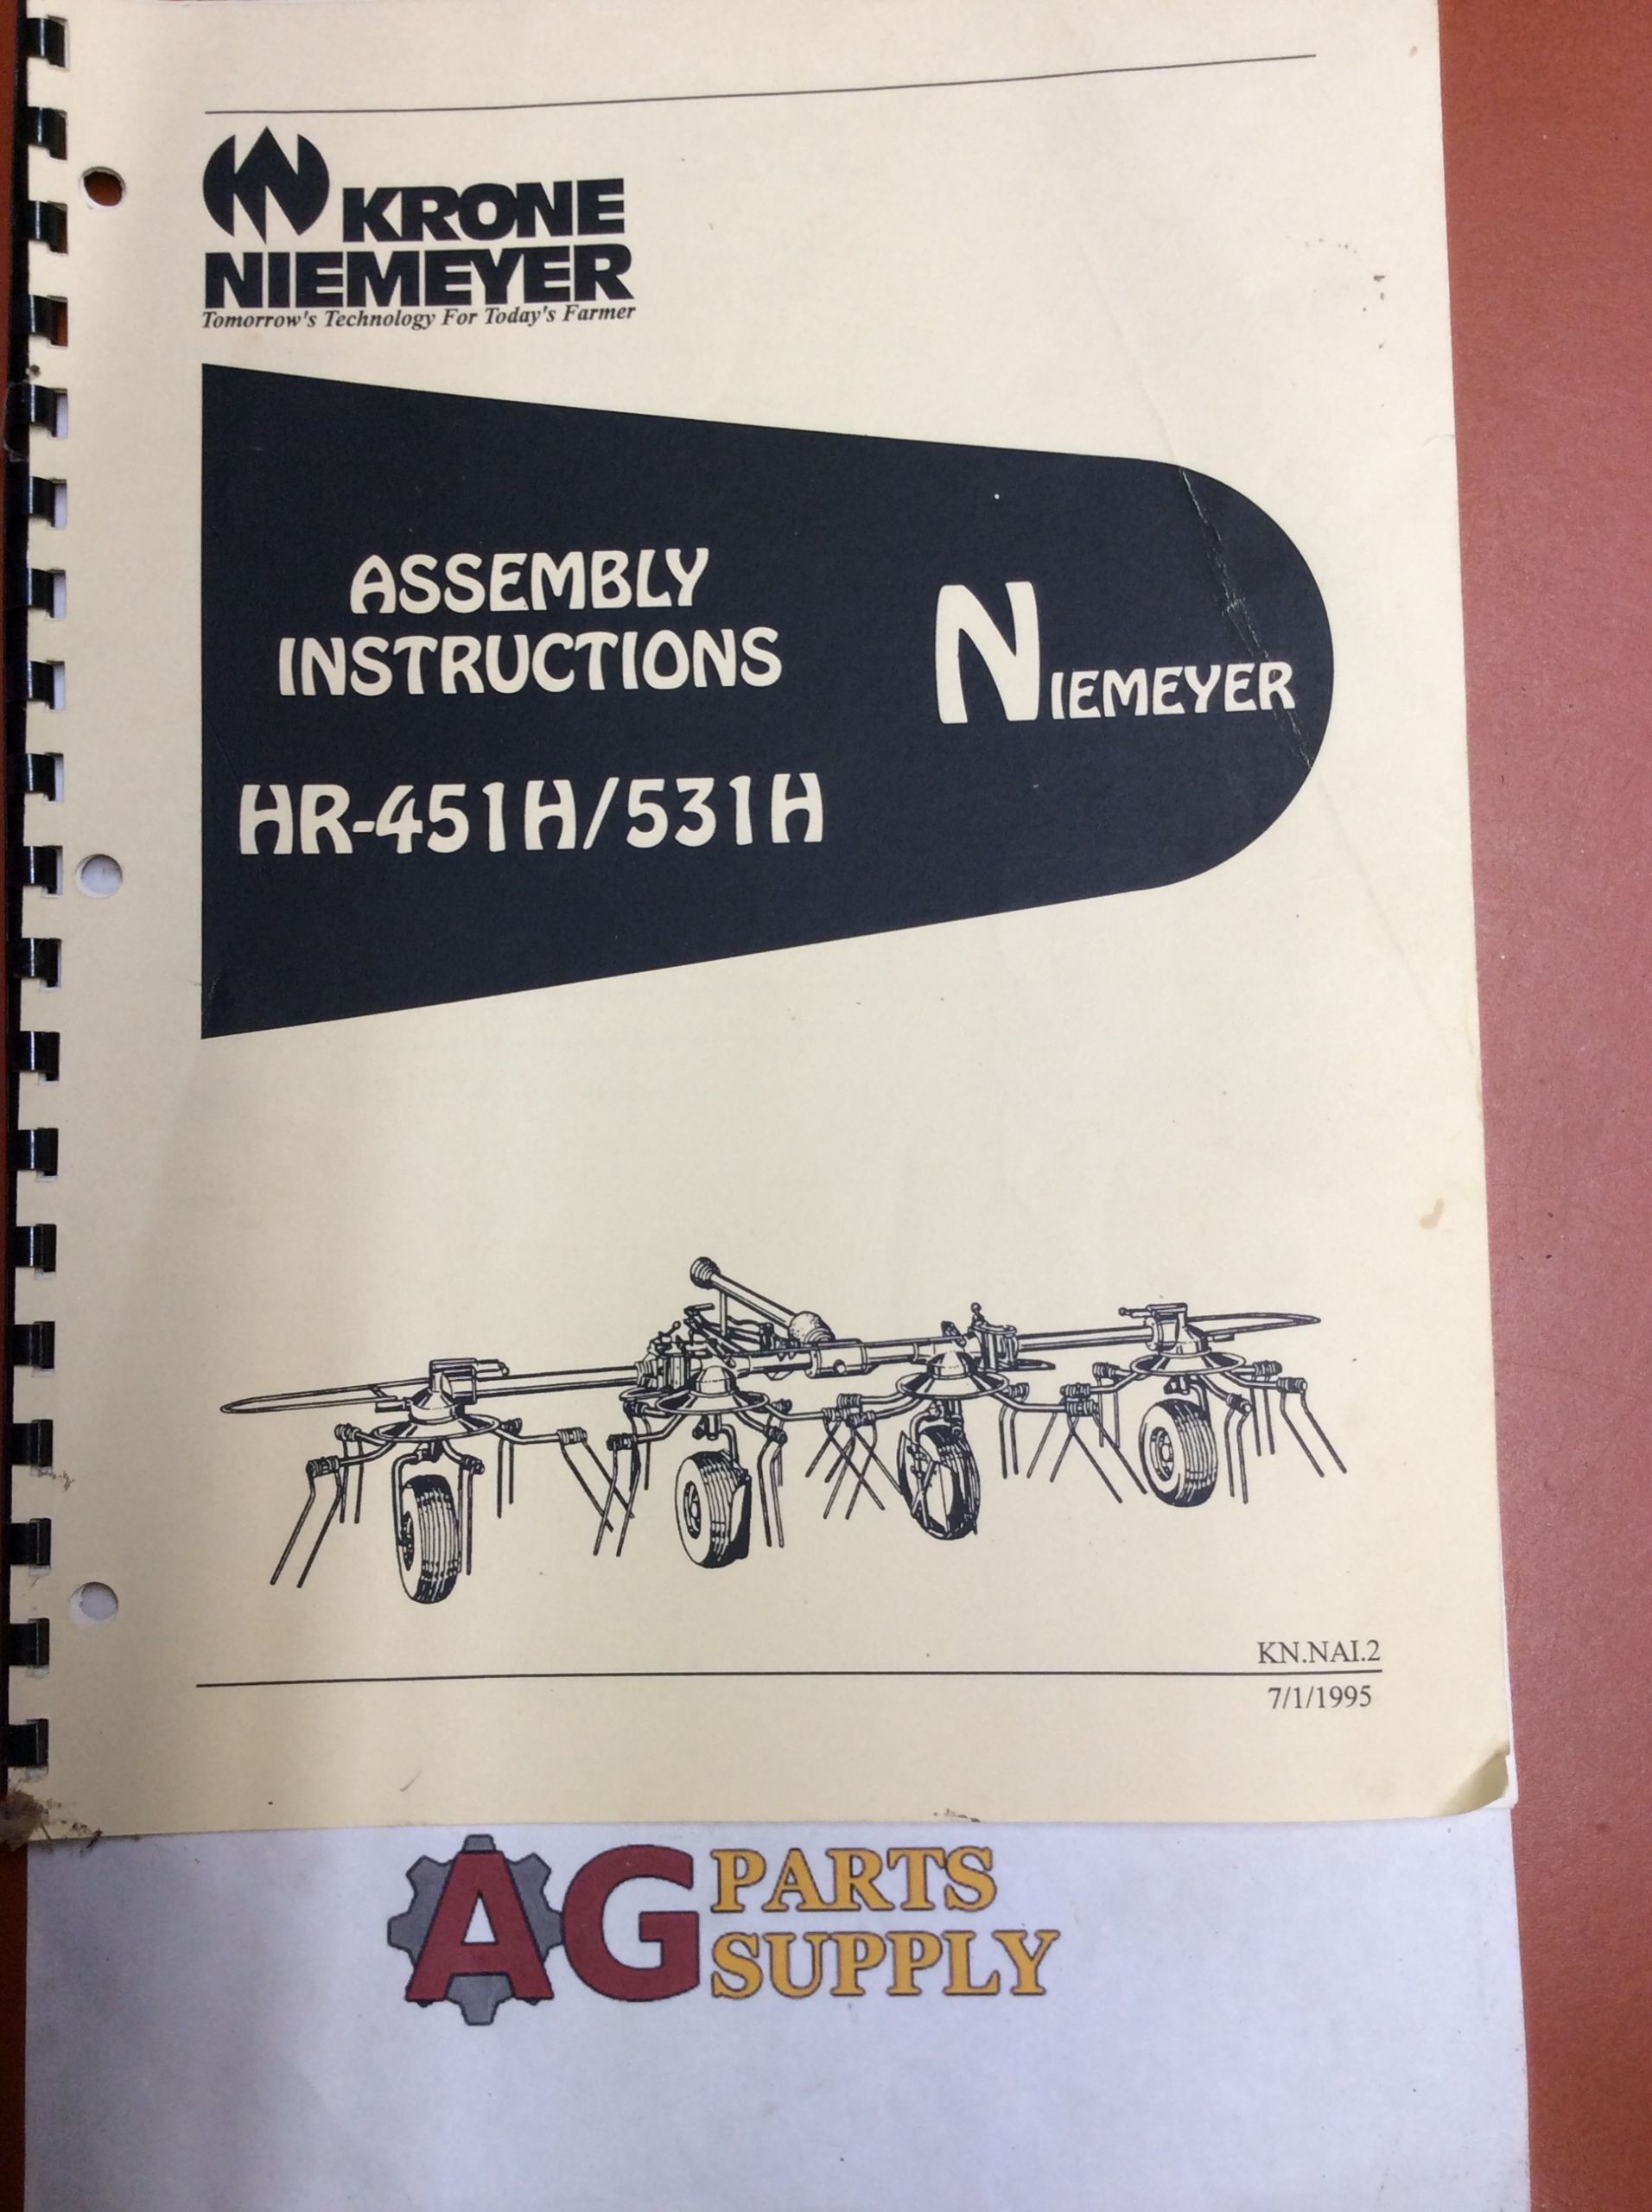 KRONE
NIEMEYER
Tomorrow's Technology For Today's Farmer
ASSEMBLY
INSTRUCTIONS
HR-451H/531H
NIEMEYER
KN.NAI.2
7/1/1995
AG PARTS
SUPPLY